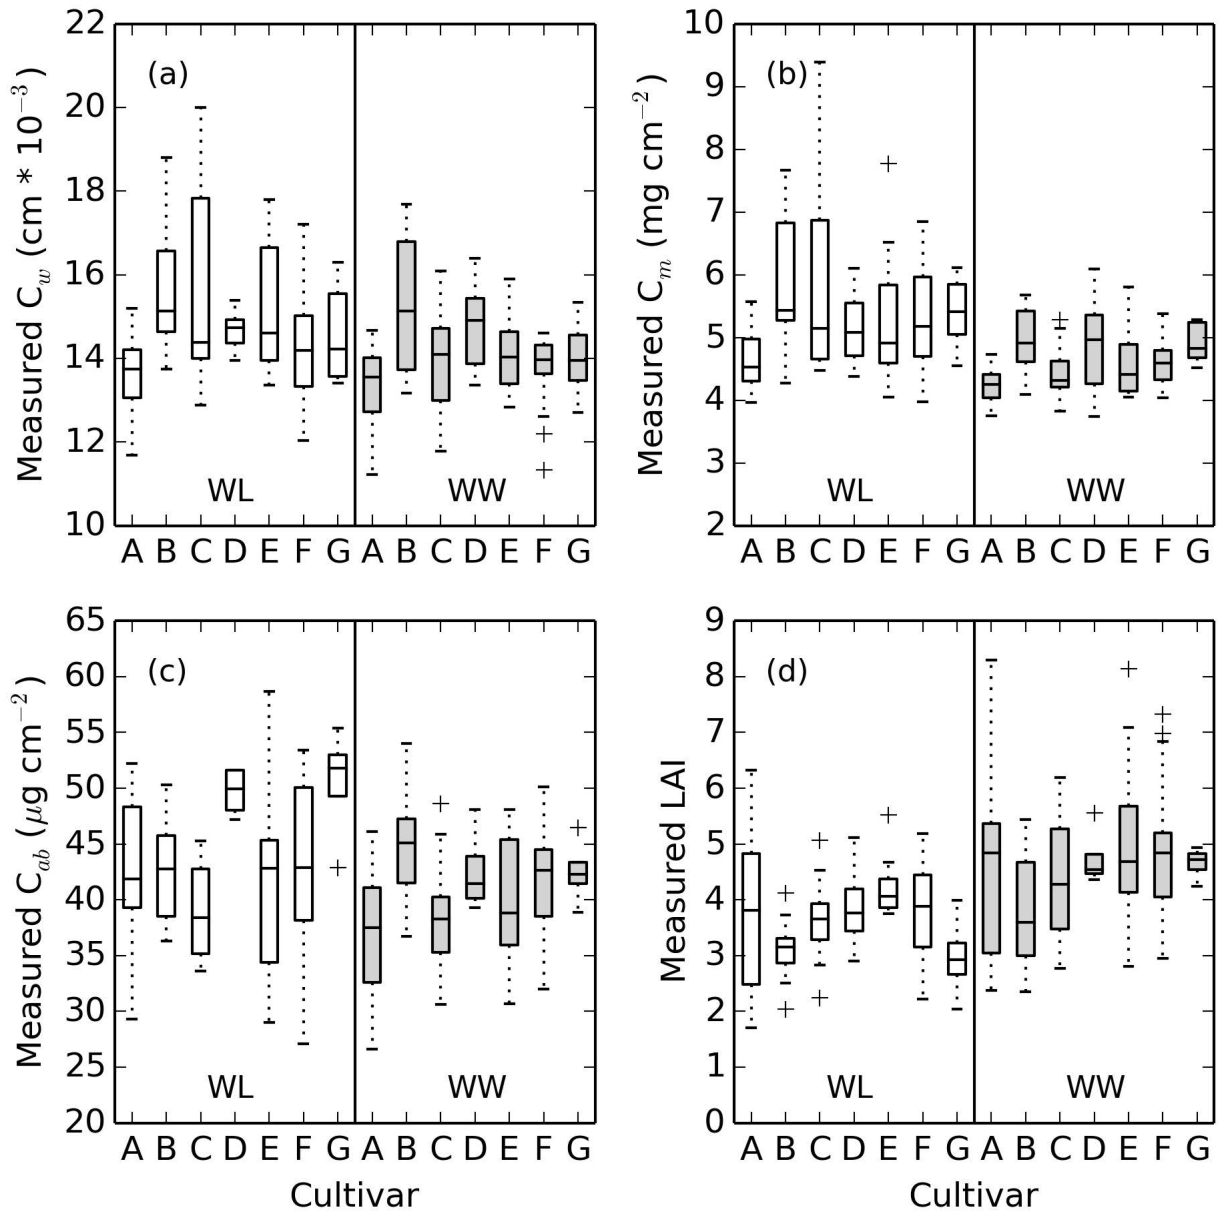 (a)
Measured C_w (cm * 10^−3)
22
20
18
16
14
12
10
WL WW
A B C D E F G A B C D E F G
(b)
Measured C_m (mg cm^−2)
10
9
8
7
6
5
4
3
2
WL WW
A B C D E F G A B C D E F G
(c)
Measured C_ab (μg cm^−2)
65
60
55
50
45
40
35
30
25
20
WL WW
A B C D E F G A B C D E F G
Cultivar
(d)
Measured LAI
9
8
7
6
5
4
3
2
1
0
WL WW
A B C D E F G A B C D E F G
Cultivar